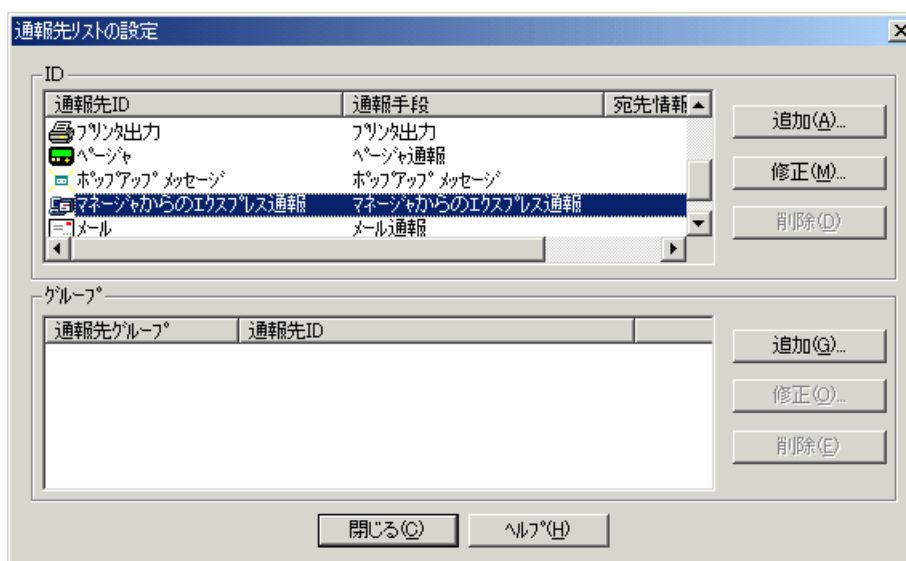 通報先ﾘｽﾄの設定
ID
通報先ID 通報手段 宛先情報
ﾌﾟﾘﾝﾀ出力 ﾌﾟﾘﾝﾀ出力
ﾍﾟｰｼﾞｬ ﾍﾟｰｼﾞｬ通報
ﾎﾟｯﾌﾟｱｯﾌﾟ ﾒｯｾｰｼﾞ ﾎﾟｯﾌﾟｱｯﾌﾟ ﾒｯｾｰｼﾞ
ﾏﾈｰｼﾞｬからのｴｸｽﾌﾟﾚｽ通報 ﾏﾈｰｼﾞｬからのｴｸｽﾌﾟﾚｽ通報
ﾒｰﾙ ﾒｰﾙ通報
追加(A)...
修正(M)...
削除(D)
ｸﾞﾙｰﾌﾟ
通報先ｸﾞﾙｰﾌﾟ 通報先ID
追加(G)...
修正(O)...
削除(E)
閉じる(C) ﾍﾙﾌﾟ(H)